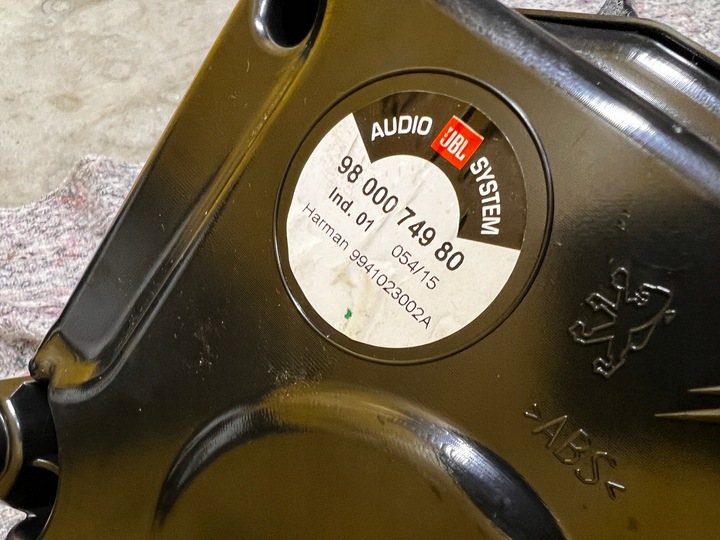 AUDIO JBL SYSTEM
98 000 749 80
Ind. 01 054/15
Harman 9941023002A
>ABS<